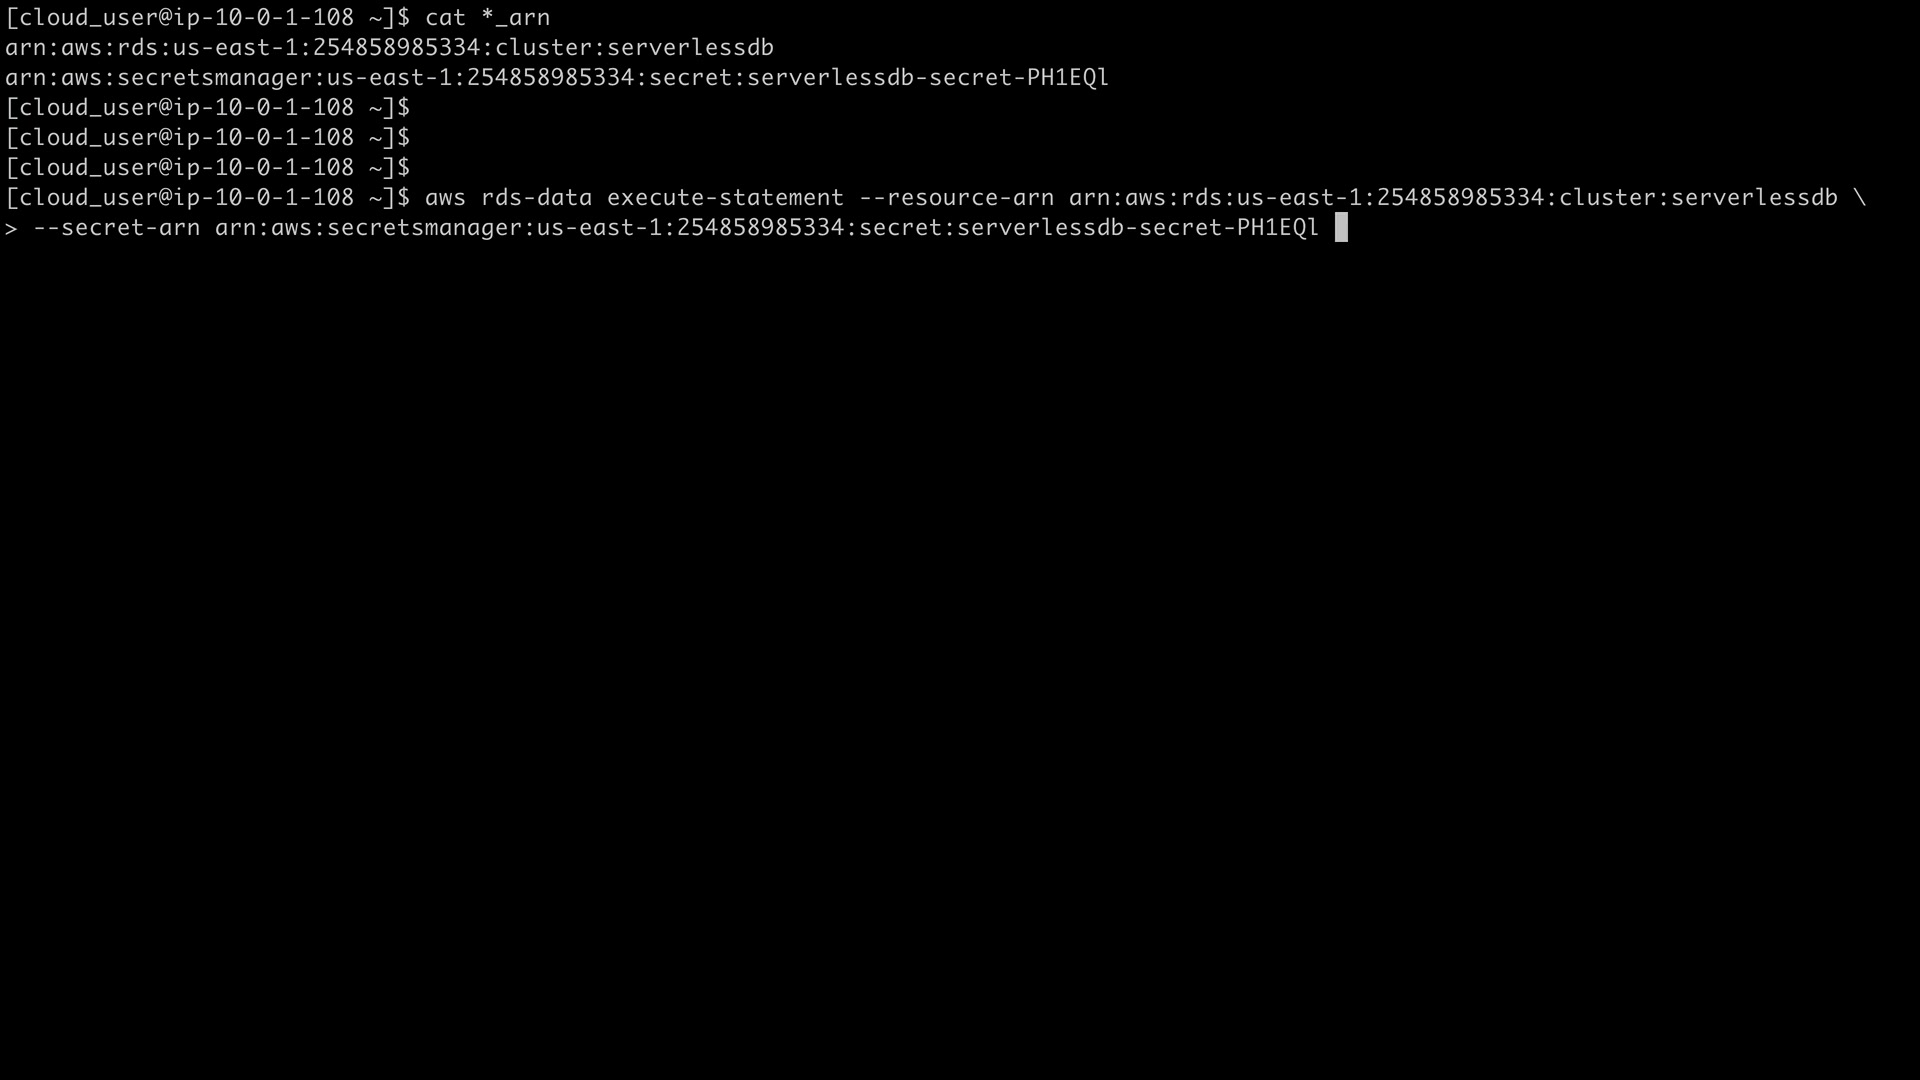 [cloud_user@ip-10-0-1-108 ~]$ cat *_arn
arn:aws:rds:us-east-1:254858985334:cluster:serverlessdb
arn:aws:secretsmanager:us-east-1:254858985334:secret:serverlessdb-secret-PH1EQl
[cloud_user@ip-10-0-1-108 ~]$
[cloud_user@ip-10-0-1-108 ~]$
[cloud_user@ip-10-0-1-108 ~]$
[cloud_user@ip-10-0-1-108 ~]$ aws rds-data execute-statement --resource-arn arn:aws:rds:us-east-1:254858985334:cluster:serverlessdb \
> --secret-arn arn:aws:secretsmanager:us-east-1:254858985334:secret:serverlessdb-secret-PH1EQl